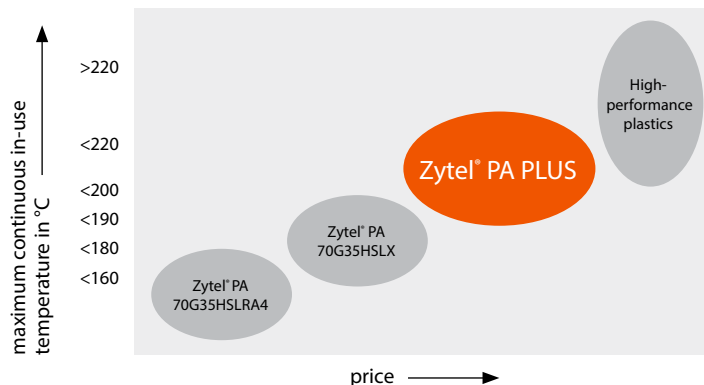 maximum continuous in-use
temperature in °C
>220
<220
<200
<190
<180
<160
High-
performance
plastics
Zytel® PA PLUS
Zytel® PA
70G35HSLX
Zytel® PA
70G35HSLRA4
price